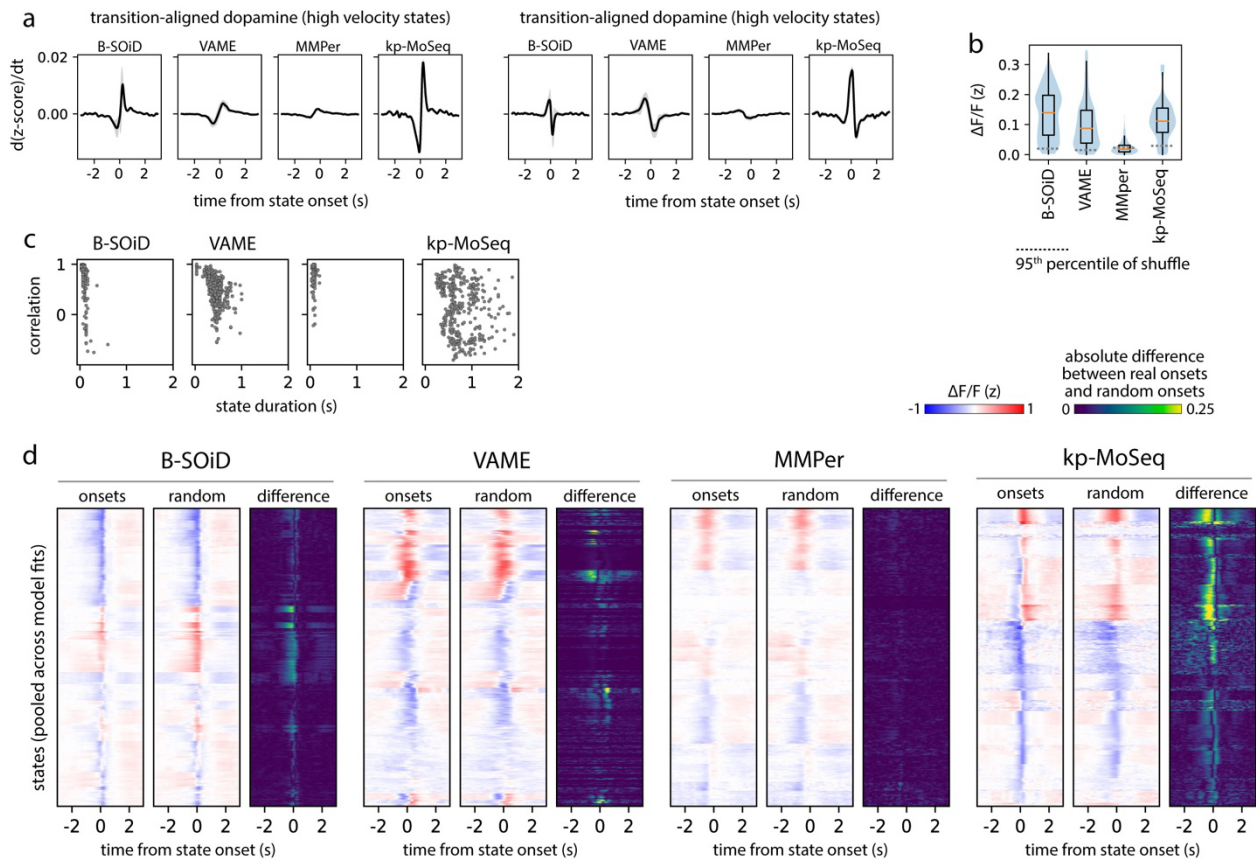 a
transition-aligned dopamine (high velocity states)
B-SOiD VAME MMPer kp-MoSeq
d(z-score)/dt
0.02
0.00
-2 0 2 -2 0 2 -2 0 2 -2 0 2
time from state onset (s)
transition-aligned dopamine (high velocity states)
B-SOiD VAME MMPer kp-MoSeq
-2 0 2 -2 0 2 -2 0 2 -2 0 2
time from state onset (s)
b
ΔF/F (z)
0.3
0.2
0.1
0.0
B-SOiD VAME MMper kp-MoSeq
95th percentile of shuffle
c
B-SOiD VAME kp-MoSeq
correlation
1
0
0 1 2 0 1 2 0 1 2 0 1 2
state duration (s)
ΔF/F (z)
-1 1
absolute difference
between real onsets
and random onsets
0 0.25
d
B-SOiD VAME MMPer kp-MoSeq
onsets random difference onsets random difference onsets random difference onsets random difference
states (pooled across model fits)
-2 0 2 -2 0 2 -2 0 2 -2 0 2 -2 0 2 -2 0 2 -2 0 2 -2 0 2 -2 0 2 -2 0 2 -2 0 2 -2 0 2
time from state onset (s) time from state onset (s) time from state onset (s) time from state onset (s)